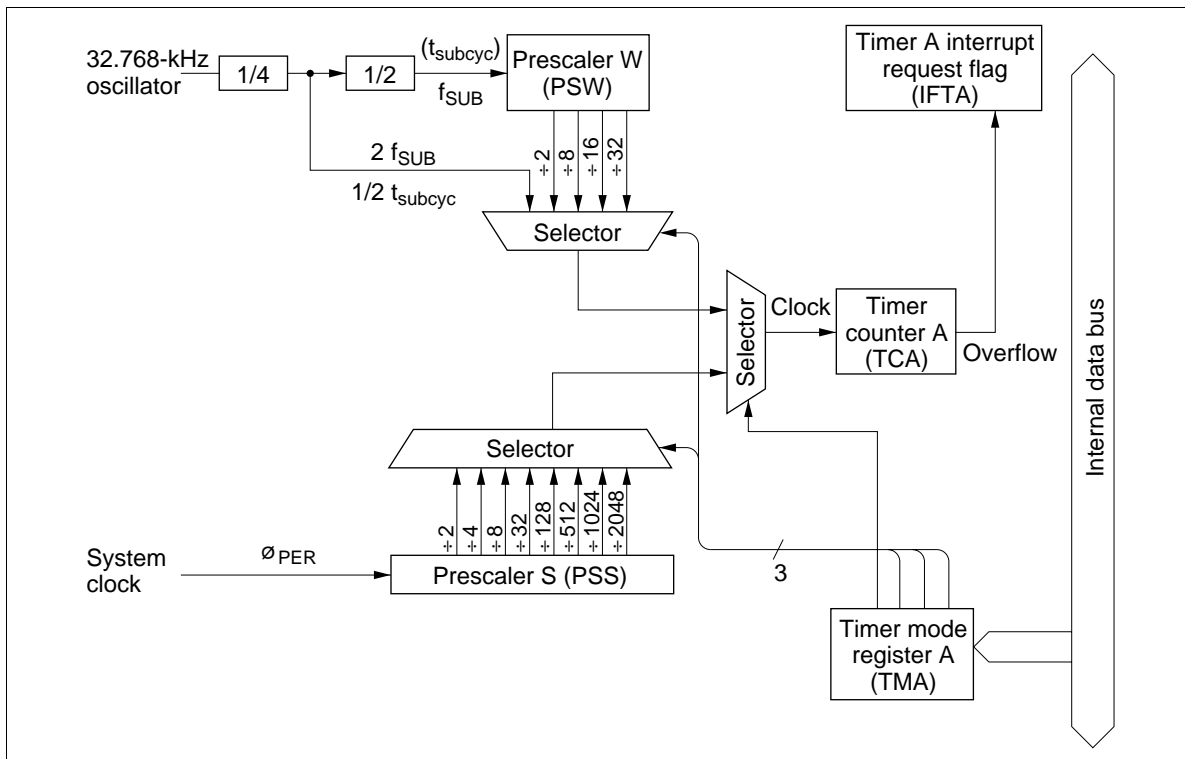 32.768-kHz
oscillator
1/4
1/2
(tsubcyc)
fSUB
Prescaler W
(PSW)
Timer A interrupt
request flag
(IFTA)
2 fSUB
1/2 tsubcyc
÷2
÷8
÷16
÷32
Selector
Selector
Clock
Timer
counter A
(TCA)
Overflow
Internal data bus
Selector
÷2
÷4
÷8
÷32
÷128
÷512
÷1024
÷2048
System
clock
øPER
Prescaler S (PSS)
3
Timer mode
register A
(TMA)